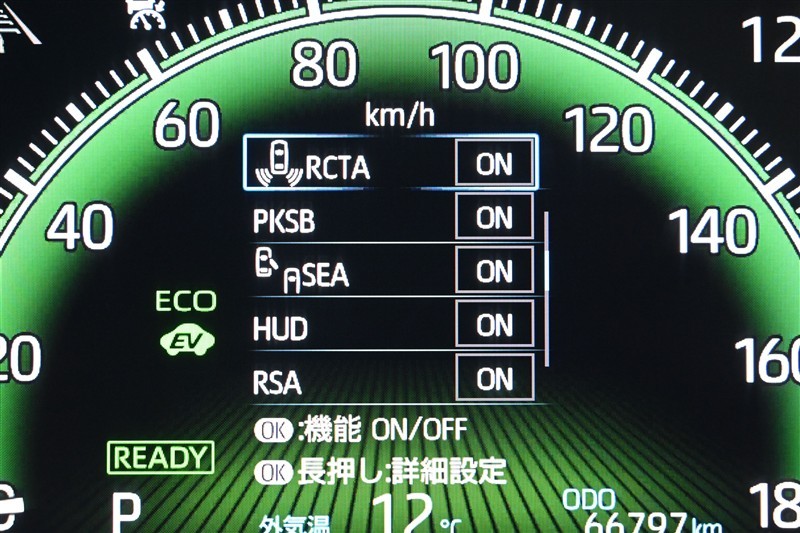 80 100
12
60 km/h 120
RCTA ON
PKSB ON
40 140
SEA ON
ECO
EV
HUD ON
20 160
RSA ON
OK:機能 ON/OFF
READY
OK長押し:詳細設定
P 外気温 12℃ ODO 66797km 18